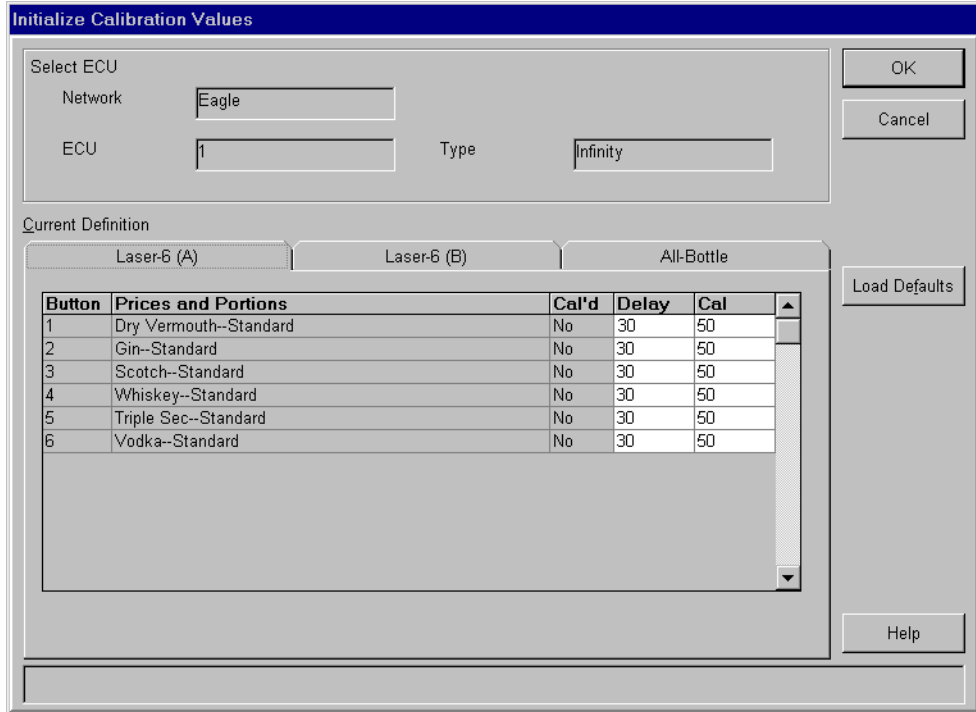 Initialize Calibration Values
Select ECU
Network Eagle
ECU 1 Type Infinity
OK
Cancel
Current Definition
Laser-6 (A) Laser-6 (B) All-Bottle
Load Defaults
Button Prices and Portions Cal'd Delay Cal
1 Dry Vermouth--Standard No 30 50
2 Gin--Standard No 30 50
3 Scotch--Standard No 30 50
4 Whiskey--Standard No 30 50
5 Triple Sec--Standard No 30 50
6 Vodka--Standard No 30 50
Help